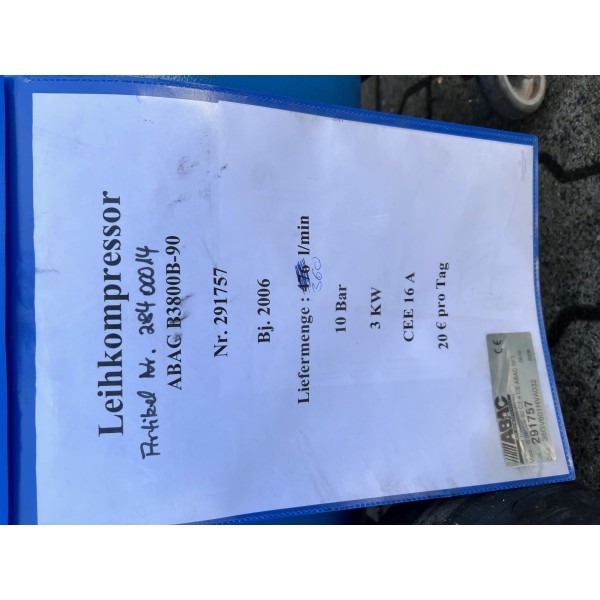 Leihkompressor
Artikel Nr. 284 00014
ABAC B3800B-90
Nr. 291757
Bj. 2006
Liefermenge : 360 l/min
10 Bar
3 KW
CEE 16 A
20 € pro Tag
ABAC
CE
291757